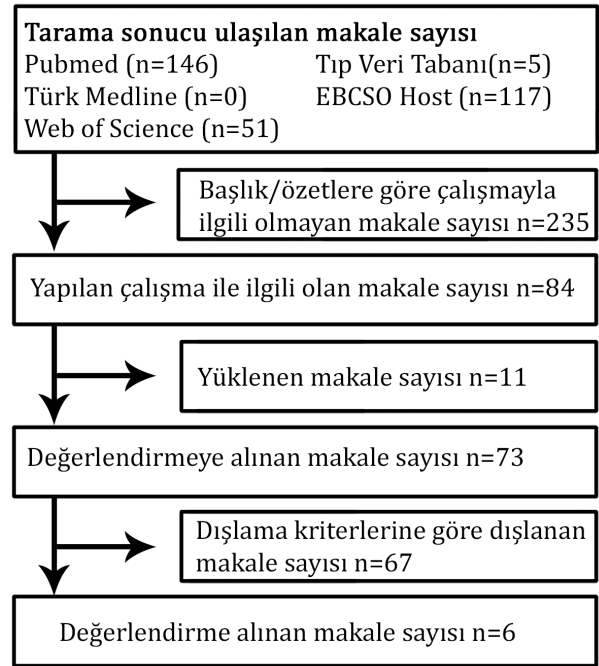 Tarama sonucu ulaşılan makale sayısı
Pubmed (n=146) Tıp Veri Tabanı(n=5)
Türk Medline (n=0) EBCSO Host (n=117)
Web of Science (n=51)
Başlık/özetlere göre çalışmayla
ilgili olmayan makale sayısı n=235
Yapılan çalışma ile ilgili olan makale sayısı n=84
Yüklenen makale sayısı n=11
Değerlendirmeye alınan makale sayısı n=73
Dışlama kriterlerine göre dışlanan
makale sayısı n=67
Değerlendirme alınan makale sayısı n=6